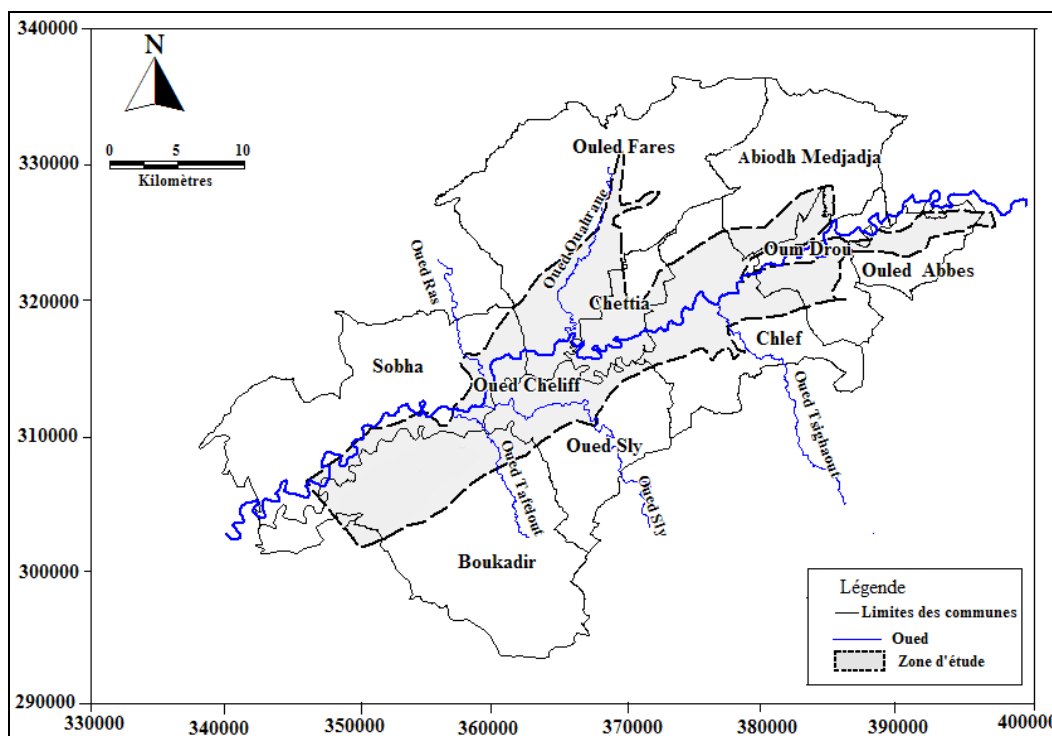 340000
N
0 5 10
Kilomètres
Ouled Fares
Abiodh Medjadja
330000
Oued Ouahrane
Oued Ras
Oum Drou
Ouled Abbes
320000
Chettia
Chlef
Sobha
Oued Cheliff
Oued Tsighaout
310000
Oued Sly
Oued Tafelout
Oued Sly
Boukadir
300000
Légende
Limites des communes
Oued
Zone d'étude
290000
330000 340000 350000 360000 370000 380000 390000 400000